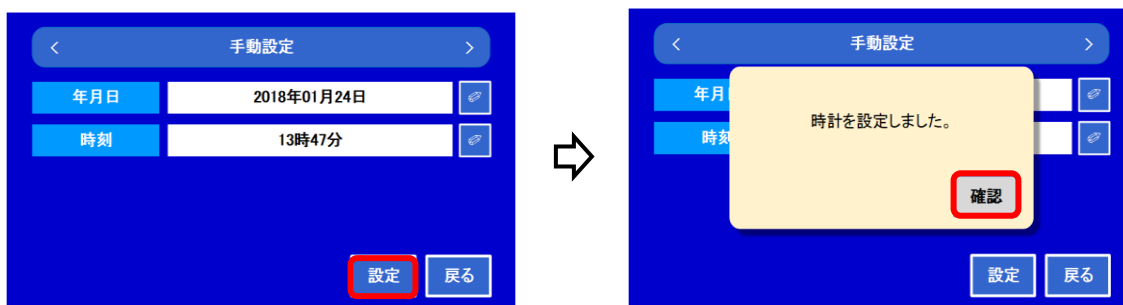 手動設定
年月日 2018年01月24日
時刻 13時47分
設定 戻る
手動設定
年月
時刻
時計を設定しました。
確認
設定 戻る